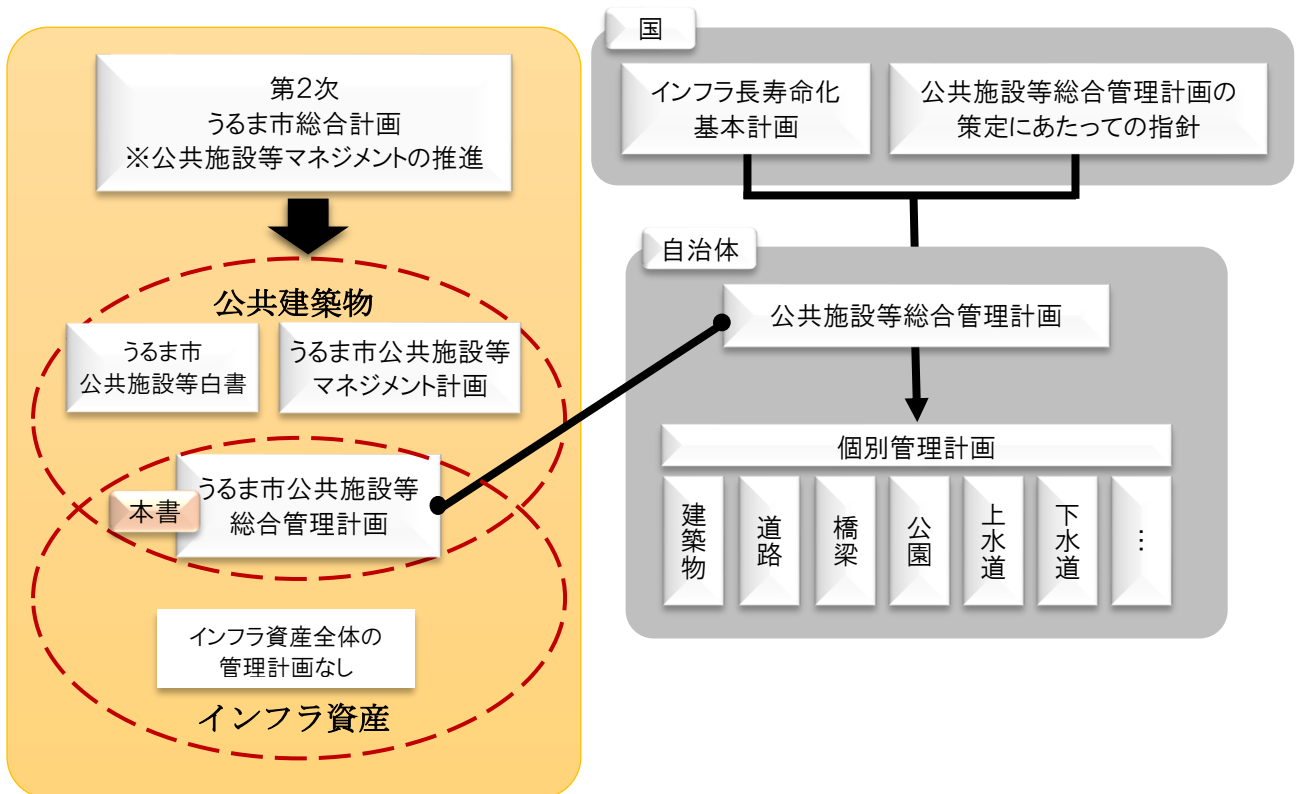 第2次
うるま市総合計画
※公共施設等マネジメントの推進
公共建築物
うるま市
公共施設等白書
うるま市公共施設等
マネジメント計画
本書
うるま市公共施設等
総合管理計画
インフラ資産全体の
管理計画なし
インフラ資産
国
インフラ長寿命化
基本計画
公共施設等総合管理計画の
策定にあたっての指針
自治体
公共施設等総合管理計画
個別管理計画
建築物
道路
橋梁
公園
上水道
下水道
…